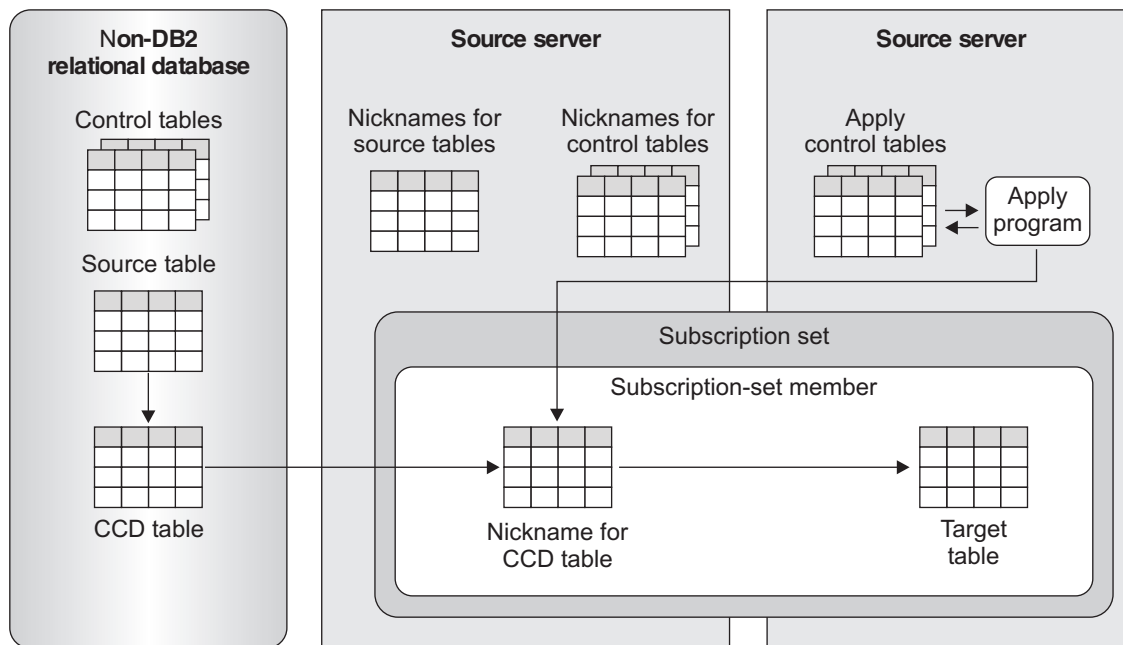 Non-DB2
relational database
Control tables
Source table
CCD table
Source server
Nicknames for
source tables
Nicknames for
control tables
Source server
Apply
control tables
Apply
program
Subscription set
Subscription-set member
Nickname for
CCD table
Target
table